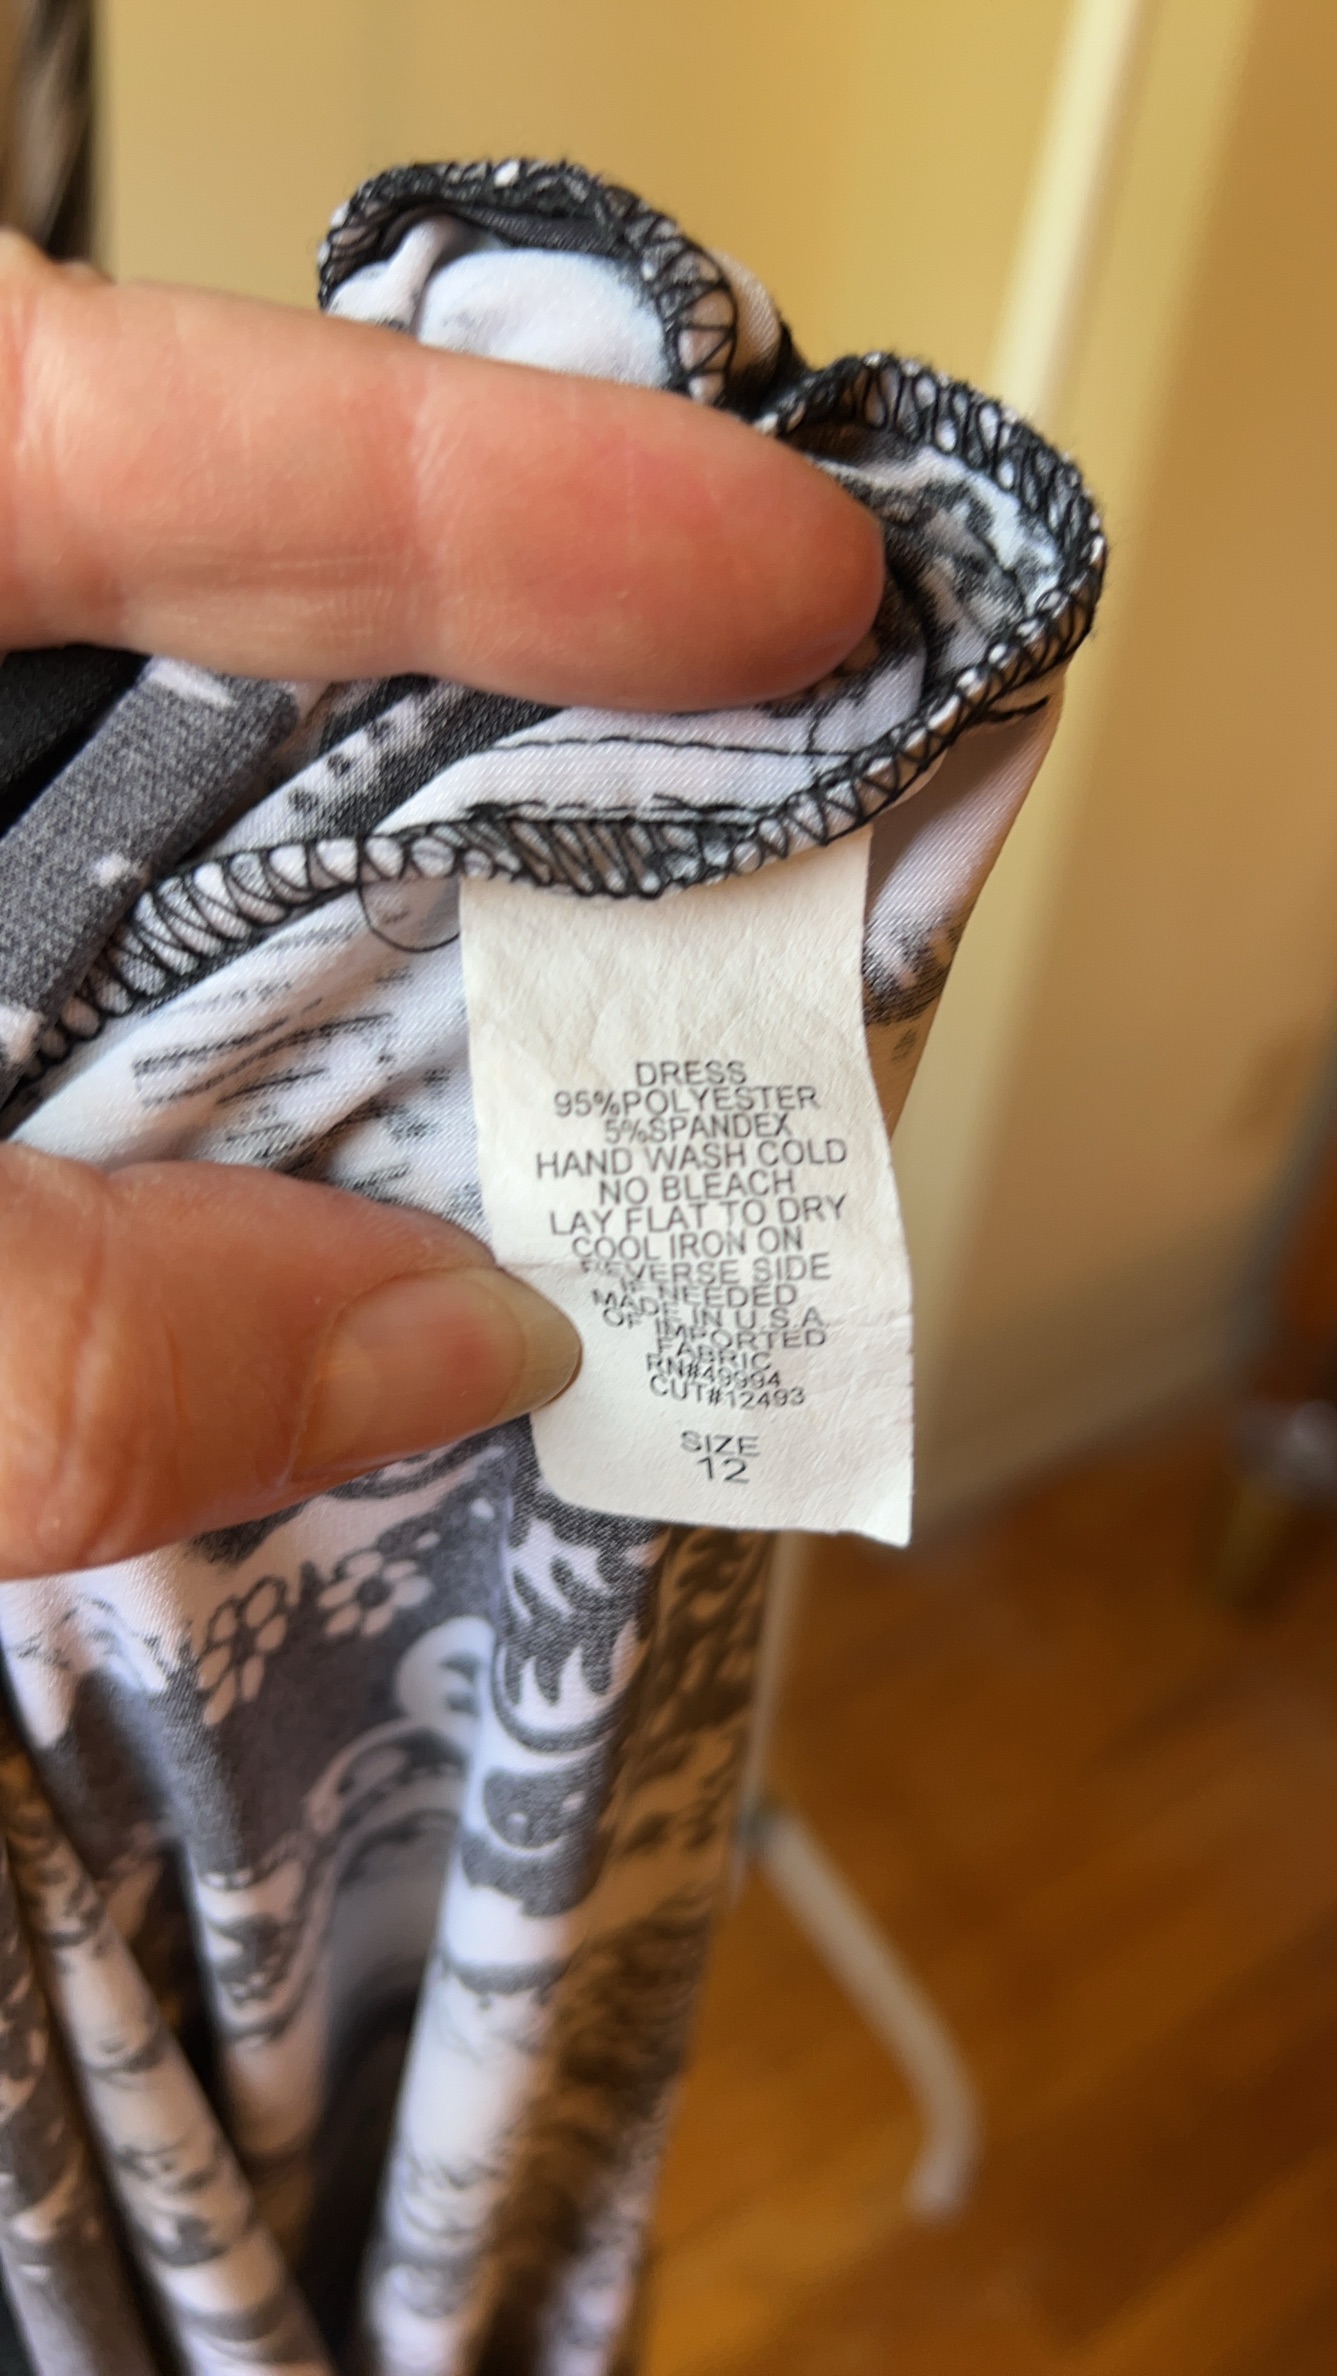 DRESS
95%POLYESTER
5%SPANDEX
HAND WASH COLD
NO BLEACH
LAY FLAT TO DRY
COOL IRON ON
REVERSE SIDE
IF NEEDED
MADE IN U.S.A
OF IMPORTED
FABRIC
RN#49994
CUT#12493
SIZE
12